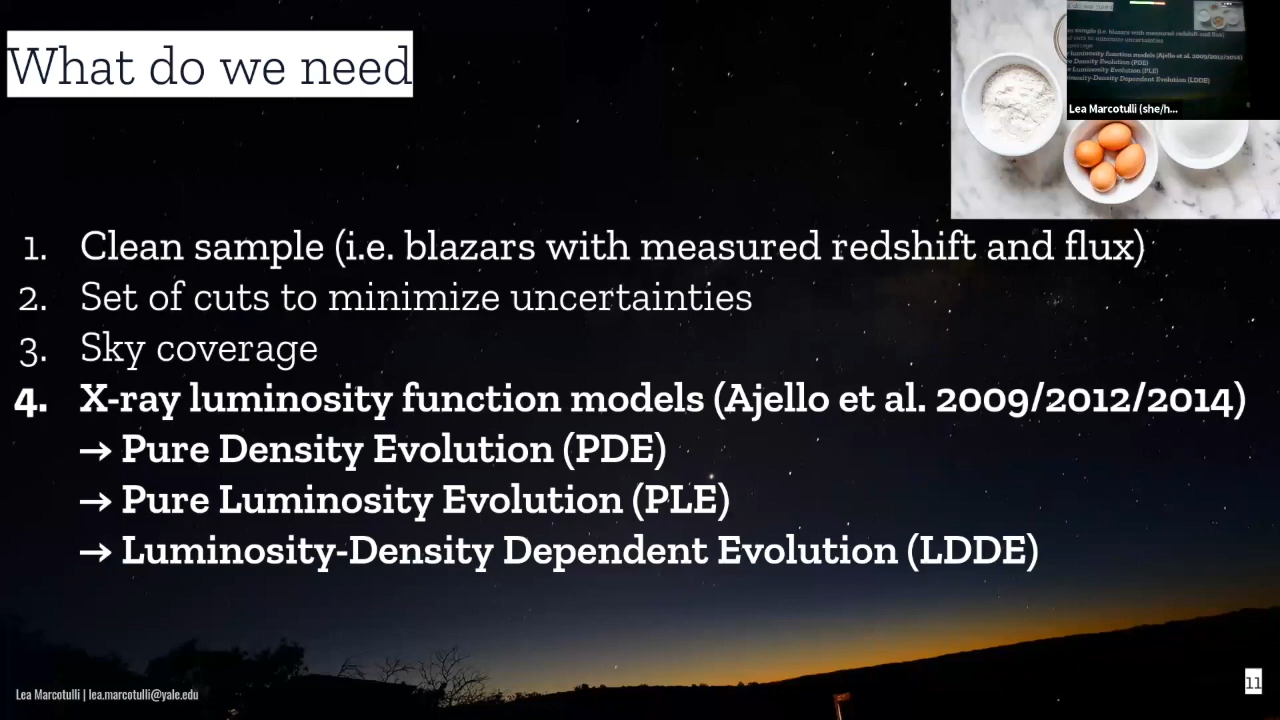 What do we need
Lea Marcotulli (she/h...
1. Clean sample (i.e. blazars with measured redshift and flux)
2. Set of cuts to minimize uncertainties
3. Sky coverage
4. X-ray luminosity function models (Ajello et al. 2009/2012/2014)
→ Pure Density Evolution (PDE)
→ Pure Luminosity Evolution (PLE)
→ Luminosity-Density Dependent Evolution (LDDE)
Lea Marcotulli | lea.marcotulli@yale.edu
11